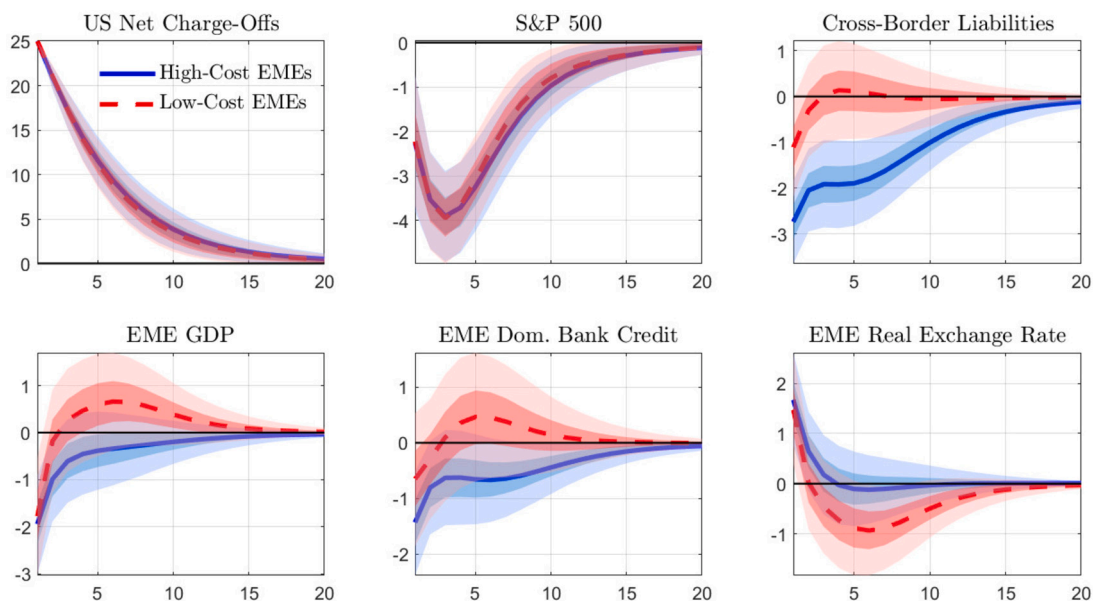 US Net Charge-Offs
25
20
15
10
5
0
5 10 15 20
High-Cost EMEs
Low-Cost EMEs
S&P 500
0
-1
-2
-3
-4
5 10 15 20
Cross-Border Liabilities
1
0
-1
-2
-3
5 10 15 20
EME GDP
1
0
-1
-2
-3
5 10 15 20
EME Dom. Bank Credit
1
0
-1
-2
5 10 15 20
EME Real Exchange Rate
2
1
0
-1
5 10 15 20